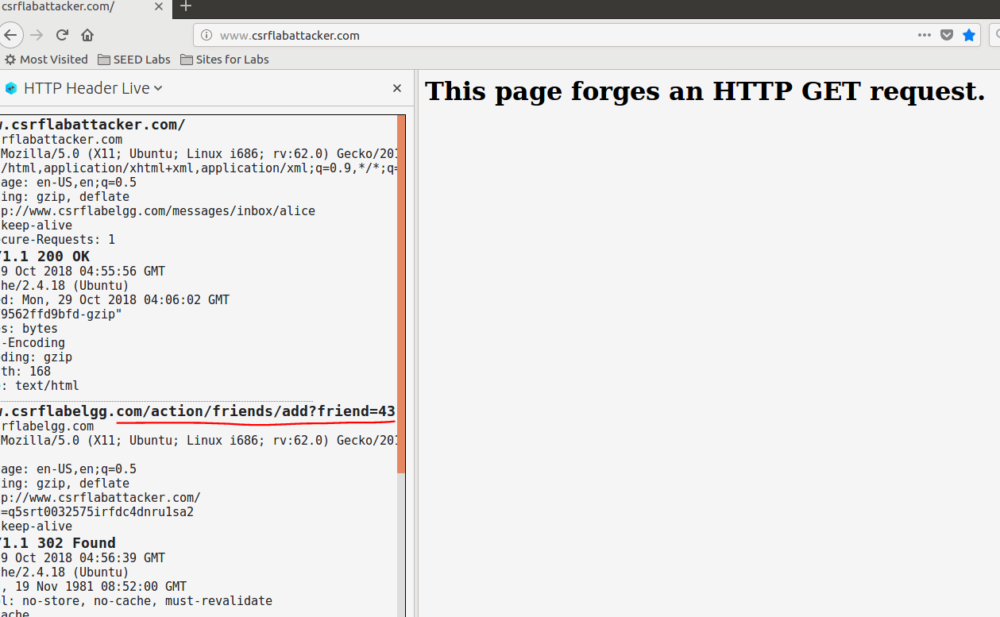 csrflabattacker.com/
www.csrflabattacker.com
Most Visited SEED Labs Sites for Labs
HTTP Header Live
This page forges an HTTP GET request.
w.csrflabattacker.com/
rflabattacker.com
Mozilla/5.0 (X11; Ubuntu; Linux i686; rv:62.0) Gecko/201
/html,application/xhtml+xml,application/xml;q=0.9,*/*;q=
age: en-US,en;q=0.5
ing: gzip, deflate
p://www.csrflabelgg.com/messages/inbox/alice
keep-alive
cure-Requests: 1
/1.1 200 OK
9 Oct 2018 04:55:56 GMT
he/2.4.18 (Ubuntu)
d: Mon, 29 Oct 2018 04:06:02 GMT
9562ffd9bfd-gzip"
s: bytes
-Encoding
ding: gzip
th: 168
: text/html
w.csrflabelgg.com/action/friends/add?friend=43
rflabelgg.com
Mozilla/5.0 (X11; Ubuntu; Linux i686; rv:62.0) Gecko/201
age: en-US,en;q=0.5
ing: gzip, deflate
p://www.csrflabattacker.com/
=q5srt0032575irfdc4dnru1sa2
keep-alive
/1.1 302 Found
9 Oct 2018 04:56:39 GMT
he/2.4.18 (Ubuntu)
, 19 Nov 1981 08:52:00 GMT
l: no-store, no-cache, must-revalidate
ache